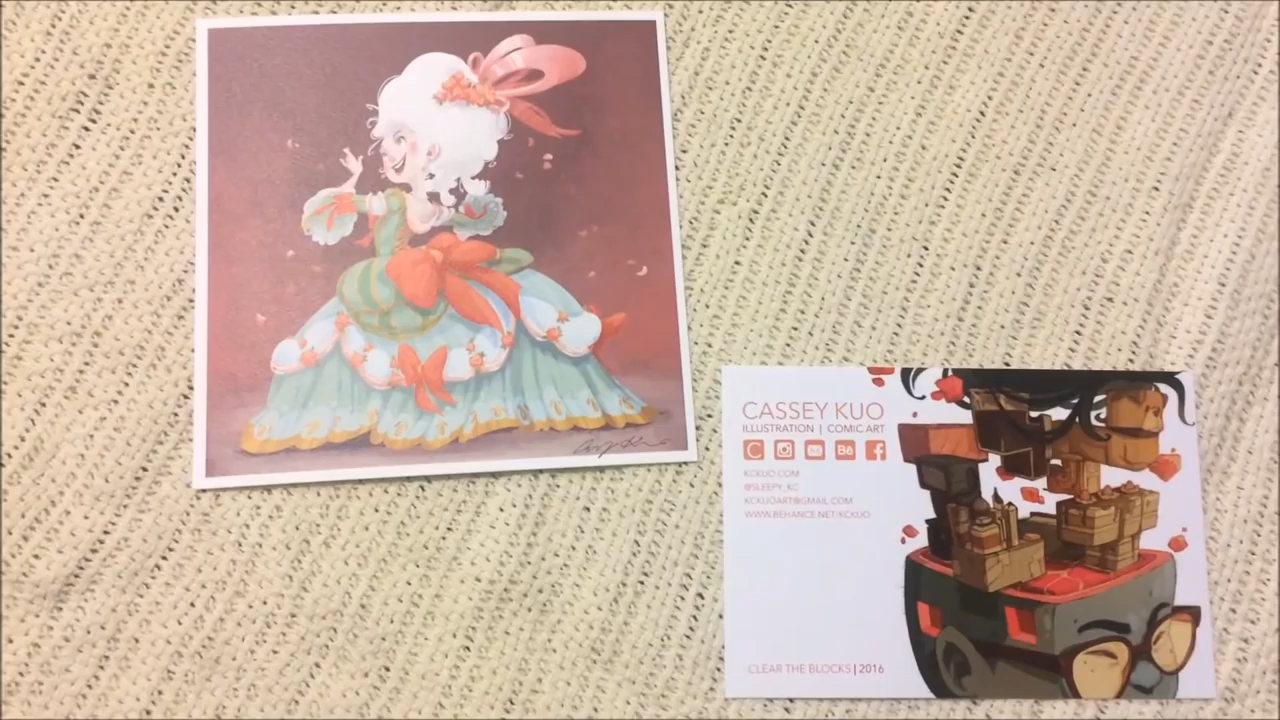 CASSEY KUO
ILLUSTRATION | COMIC ART
C Bē f
KCKUO.COM
@SLEEPY_KC
KCKUOART@GMAIL.COM
WWW.BEHANCE.NET/KCKUO
CLEAR THE BLOCKS | 2016